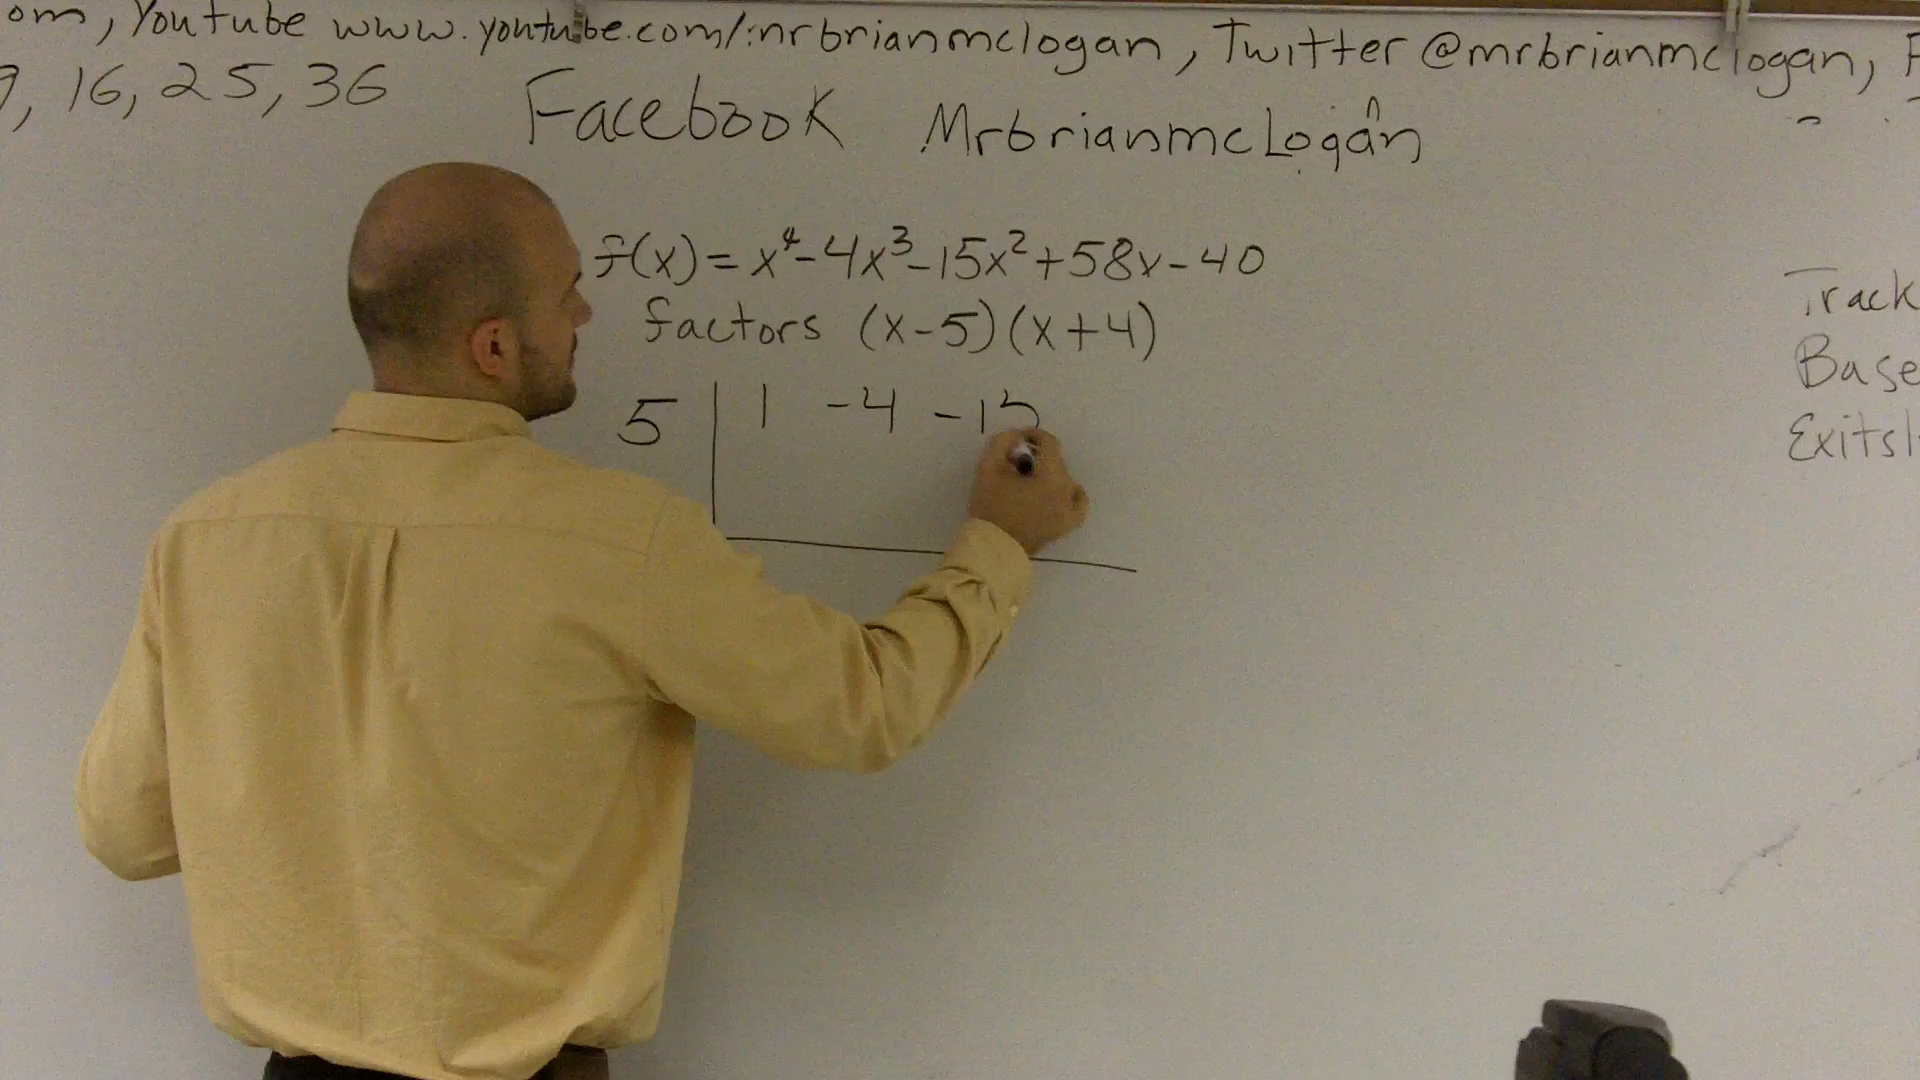 om, Youtube www.youtube.com/mrbrianmclogan, Twitter @mrbrianmclogan, F
9, 16, 25, 36
Facebook MrbrianmcLogan
f(x) = x⁴-4x³-15x²+58x-40
factors (x-5)(x+4)
5 | 1 -4 -15
Track
Base
Exitsl